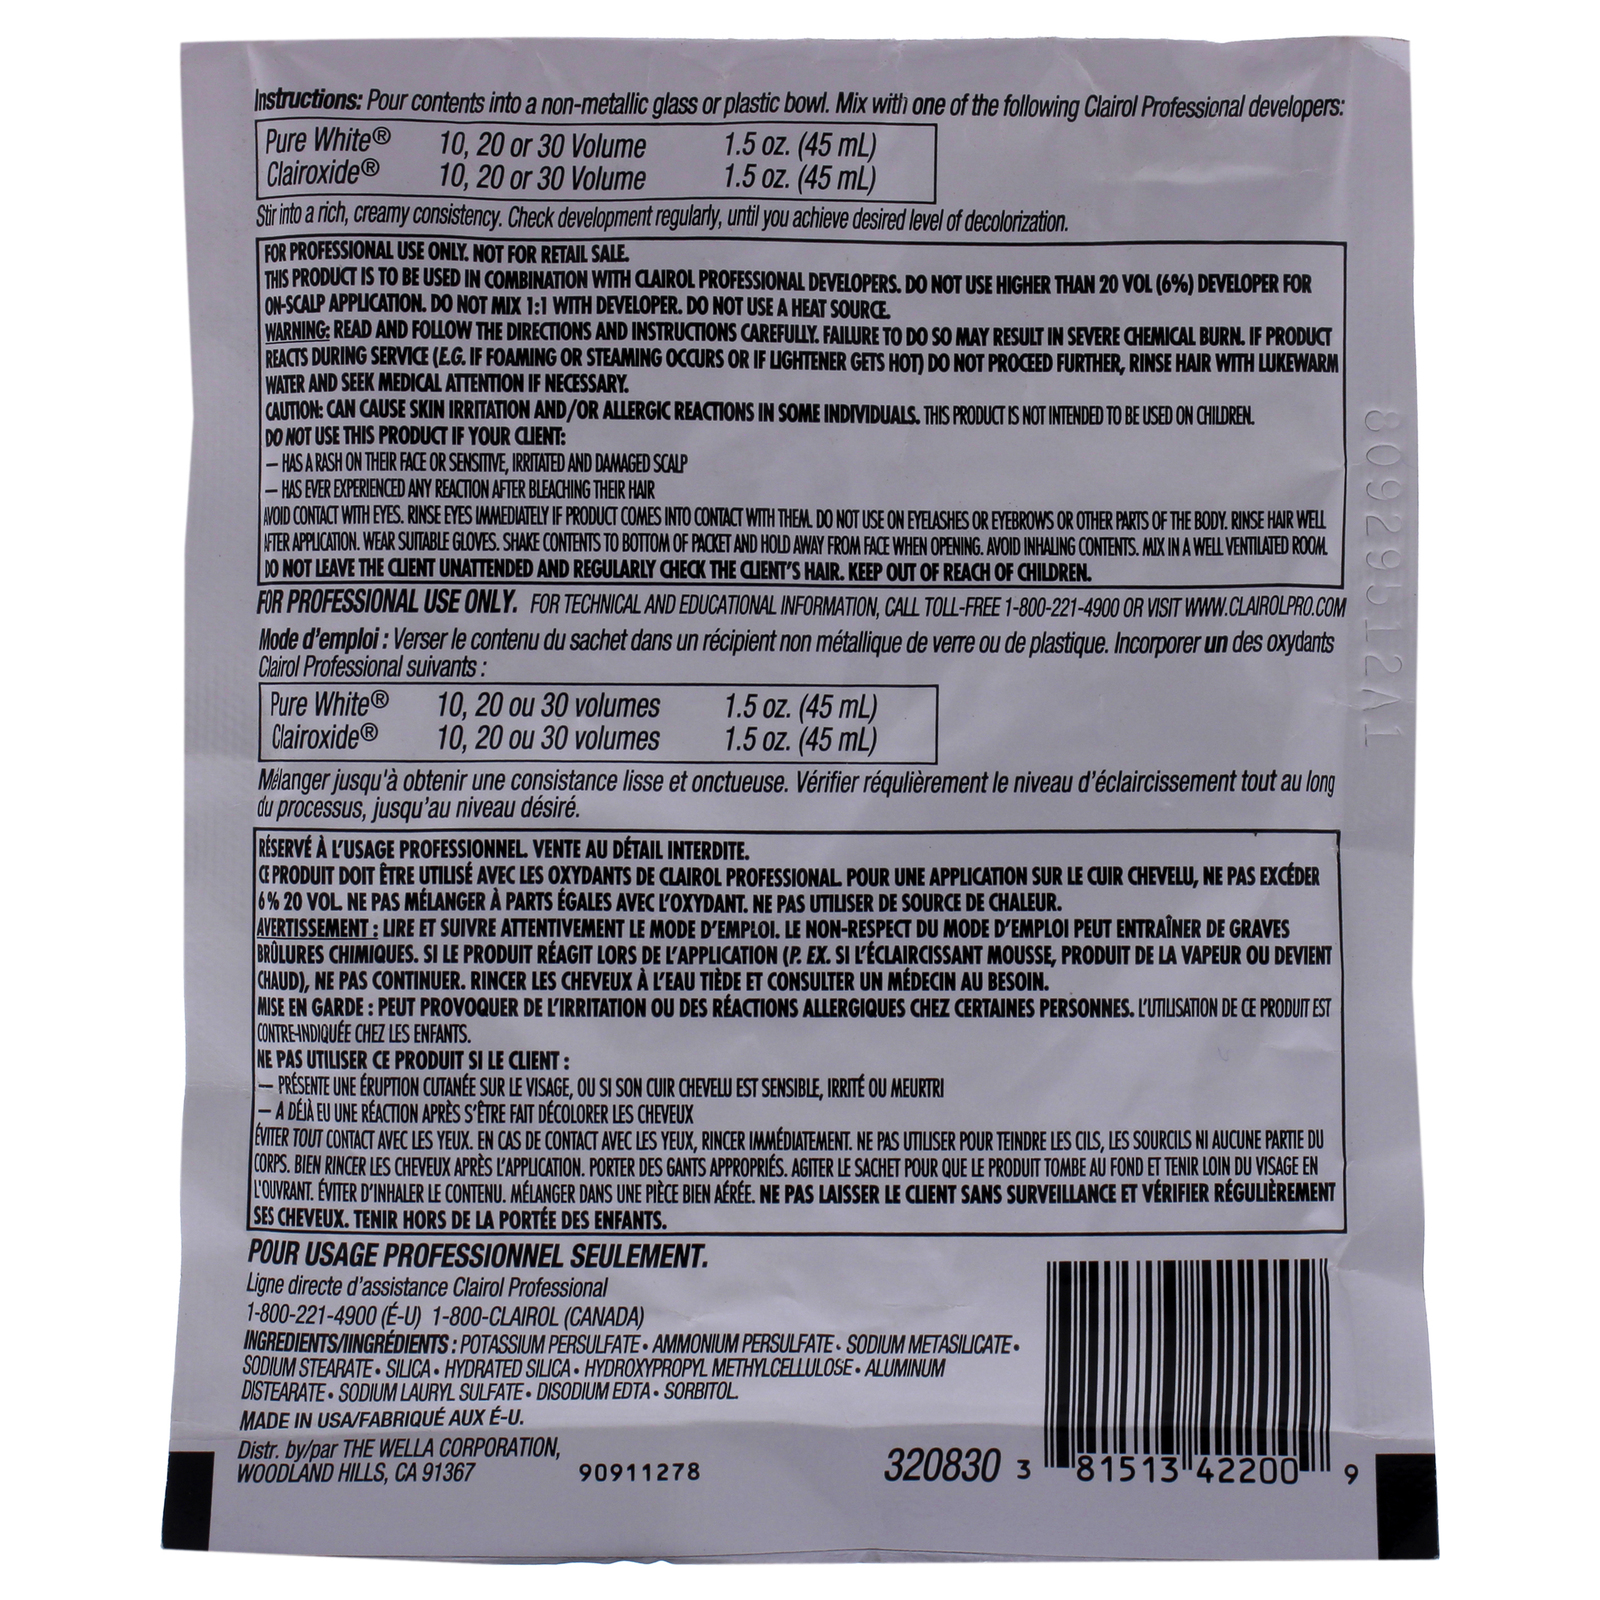 Instructions: Pour contents into a non-metallic glass or plastic bowl. Mix with one of the following Clairol Professional developers:
Pure White® 10, 20 or 30 Volume 1.5 oz. (45 mL)
Clairoxide® 10, 20 or 30 Volume 1.5 oz. (45 mL)
Stir into a rich, creamy consistency. Check development regularly, until you achieve desired level of decolorization.
FOR PROFESSIONAL USE ONLY. NOT FOR RETAIL SALE.
THIS PRODUCT IS TO BE USED IN COMBINATION WITH CLAIROL PROFESSIONAL DEVELOPERS. DO NOT USE HIGHER THAN 20 VOL (6%) DEVELOPER FOR
ON-SCALP APPLICATION. DO NOT MIX 1:1 WITH DEVELOPER. DO NOT USE A HEAT SOURCE.
WARNING: READ AND FOLLOW THE DIRECTIONS AND INSTRUCTIONS CAREFULLY. FAILURE TO DO SO MAY RESULT IN SEVERE CHEMICAL BURN. IF PRODUCT
REACTS DURING SERVICE (E.G. IF FOAMING OR STEAMING OCCURS OR IF LIGHTENER GETS HOT) DO NOT PROCEED FURTHER, RINSE HAIR WITH LUKEWARM
WATER AND SEEK MEDICAL ATTENTION IF NECESSARY.
CAUTION: CAN CAUSE SKIN IRRITATION AND/OR ALLERGIC REACTIONS IN SOME INDIVIDUALS. THIS PRODUCT IS NOT INTENDED TO BE USED ON CHILDREN.
DO NOT USE THIS PRODUCT IF YOUR CLIENT:
— HAS A RASH ON THEIR FACE OR SENSITIVE, IRRITATED AND DAMAGED SCALP
— HAS EVER EXPERIENCED ANY REACTION AFTER BLEACHING THEIR HAIR
AVOID CONTACT WITH EYES. RINSE EYES IMMEDIATELY IF PRODUCT COMES INTO CONTACT WITH THEM. DO NOT USE ON EYELASHES OR EYEBROWS OR OTHER PARTS OF THE BODY. RINSE HAIR WELL
AFTER APPLICATION. WEAR SUITABLE GLOVES. SHAKE CONTENTS TO BOTTOM OF PACKET AND HOLD AWAY FROM FACE WHEN OPENING. AVOID INHALING CONTENTS. MIX IN A WELL VENTILATED ROOM.
DO NOT LEAVE THE CLIENT UNATTENDED AND REGULARLY CHECK THE CLIENT'S HAIR. KEEP OUT OF REACH OF CHILDREN.
FOR PROFESSIONAL USE ONLY. FOR TECHNICAL AND EDUCATIONAL INFORMATION, CALL TOLL-FREE 1-800-221-4900 OR VISIT WWW.CLAIROLPRO.COM
Mode d'emploi : Verser le contenu du sachet dans un récipient non métallique de verre ou de plastique. Incorporer un des oxydants
Clairol Professional suivants :
Pure White® 10, 20 ou 30 volumes 1.5 oz. (45 mL)
Clairoxide® 10, 20 ou 30 volumes 1.5 oz. (45 mL)
Mélanger jusqu'à obtenir une consistance lisse et onctueuse. Vérifier régulièrement le niveau d'éclaircissement tout au long
du processus, jusqu'au niveau désiré.
RÉSERVÉ À L'USAGE PROFESSIONNEL. VENTE AU DÉTAIL INTERDITE.
CE PRODUIT DOIT ÊTRE UTILISÉ AVEC LES OXYDANTS DE CLAIROL PROFESSIONAL. POUR UNE APPLICATION SUR LE CUIR CHEVELU, NE PAS EXCÉDER
6% 20 VOL. NE PAS MÉLANGER À PARTS ÉGALES AVEC L'OXYDANT. NE PAS UTILISER DE SOURCE DE CHALEUR.
AVERTISSEMENT : LIRE ET SUIVRE ATTENTIVEMENT LE MODE D'EMPLOI. LE NON-RESPECT DU MODE D'EMPLOI PEUT ENTRAÎNER DE GRAVES
BRÛLURES CHIMIQUES. SI LE PRODUIT RÉAGIT LORS DE L'APPLICATION (P. EX. SI L'ÉCLAIRCISSANT MOUSSE, PRODUIT DE LA VAPEUR OU DEVIENT
CHAUD), NE PAS CONTINUER. RINCER LES CHEVEUX À L'EAU TIÈDE ET CONSULTER UN MÉDECIN AU BESOIN.
MISE EN GARDE : PEUT PROVOQUER DE L'IRRITATION OU DES RÉACTIONS ALLERGIQUES CHEZ CERTAINES PERSONNES. L'UTILISATION DE CE PRODUIT EST
CONTRE-INDIQUÉE CHEZ LES ENFANTS.
NE PAS UTILISER CE PRODUIT SI LE CLIENT :
— PRÉSENTE UNE ÉRUPTION CUTANÉE SUR LE VISAGE, OU SI SON CUIR CHEVELU EST SENSIBLE, IRRITÉ OU MEURTRI
— A DÉJÀ EU UNE RÉACTION APRÈS S'ÊTRE FAIT DÉCOLORER LES CHEVEUX
ÉVITER TOUT CONTACT AVEC LES YEUX. EN CAS DE CONTACT AVEC LES YEUX, RINCER IMMÉDIATEMENT. NE PAS UTILISER POUR TEINDRE LES CILS, LES SOURCILS NI AUCUNE PARTIE DU
CORPS. BIEN RINCER LES CHEVEUX APRÈS L'APPLICATION. PORTER DES GANTS APPROPRIÉS. AGITER LE SACHET POUR QUE LE PRODUIT TOMBE AU FOND ET TENIR LOIN DU VISAGE EN
L'OUVRANT. ÉVITER D'INHALER LE CONTENU. MÉLANGER DANS UNE PIÈCE BIEN AÉRÉE. NE PAS LAISSER LE CLIENT SANS SURVEILLANCE ET VÉRIFIER RÉGULIÈREMENT
SES CHEVEUX. TENIR HORS DE LA PORTÉE DES ENFANTS.
POUR USAGE PROFESSIONNEL SEULEMENT.
Ligne directe d'assistance Clairol Professional
1-800-221-4900 (É-U) 1-800-CLAIROL (CANADA)
INGREDIENTS/IINGRÉDIENTS : POTASSIUM PERSULFATE • AMMONIUM PERSULFATE • SODIUM METASILICATE •
SODIUM STEARATE • SILICA • HYDRATED SILICA • HYDROXYPROPYL METHYLCELLULOSE • ALUMINUM
DISTEARATE • SODIUM LAURYL SULFATE • DISODIUM EDTA • SORBITOL.
MADE IN USA/FABRIQUÉ AUX É-U.
Distr. by/par THE WELLA CORPORATION,
WOODLAND HILLS, CA 91367
90911278
320830
3 81513 42200 9
80929512A1